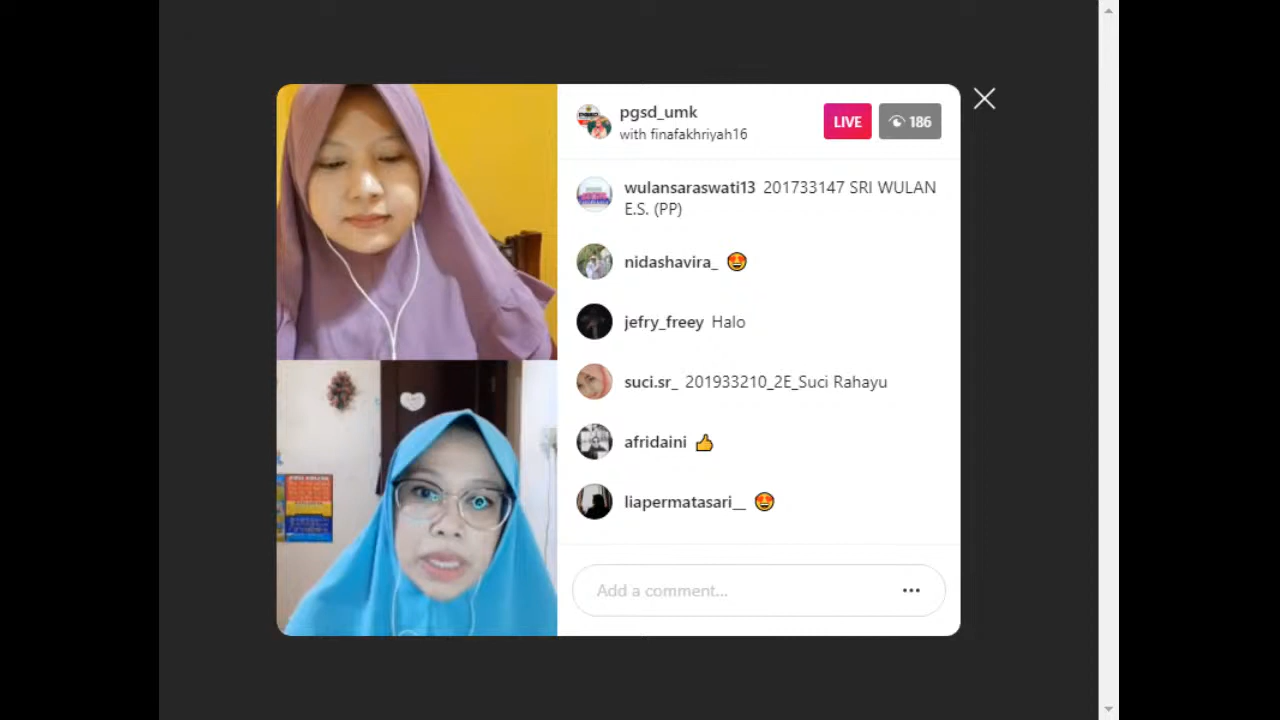 pgsd_umk
with finafakhriyah16
LIVE
186
wulansaraswati13 201733147 SRI WULAN
E.S. (PP)
nidashavira_ 😍
jefry_freey Halo
suci.sr_ 201933210_2E_Suci Rahayu
afridaini 👍
liapermatasari__ 😍
Add a comment...